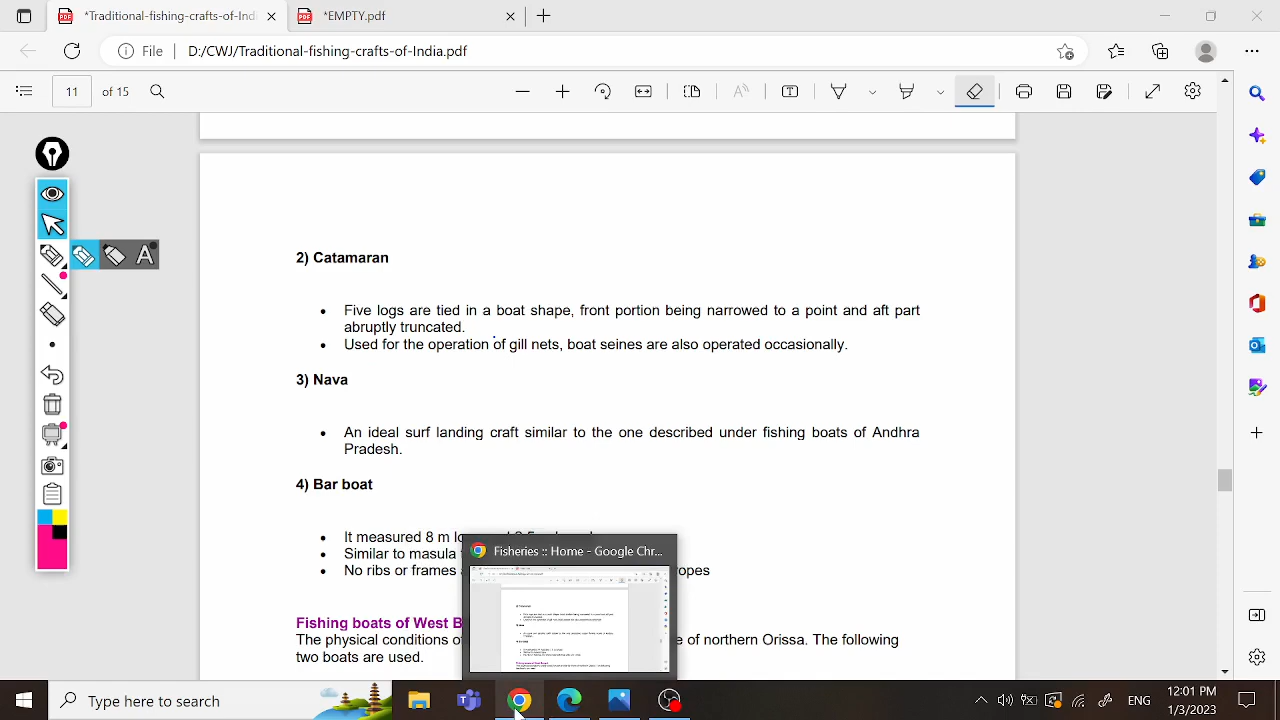 *Traditional-fishing-crafts-of-Indi
*EMPTY.pdf
File
D:/CWJ/Traditional-fishing-crafts-of-India.pdf
11 of 15
2) Catamaran
• Five logs are tied in a boat shape, front portion being narrowed to a point and aft part
abruptly truncated.
• Used for the operation of gill nets, boat seines are also operated occasionally.
3) Nava
• An ideal surf landing craft similar to the one described under fishing boats of Andhra
Pradesh.
4) Bar boat
• It measured 8 m
• Similar to masula
• No ribs or frames
ropes
Fisheries :: Home - Google Chr...
Fishing boats of West B
The physical conditions of
e of northern Orissa. The following
two boats are used.
Type here to search
ENG
12:01 PM
1/3/2023